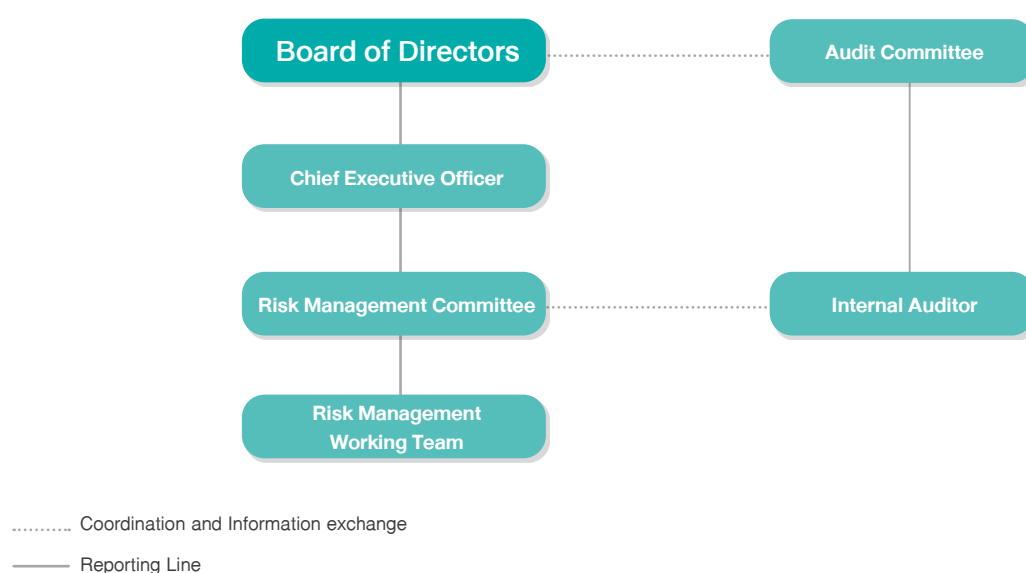 Board of Directors
Audit Committee
Chief Executive Officer
Risk Management Committee
Internal Auditor
Risk Management
Working Team
Coordination and Information exchange
Reporting Line